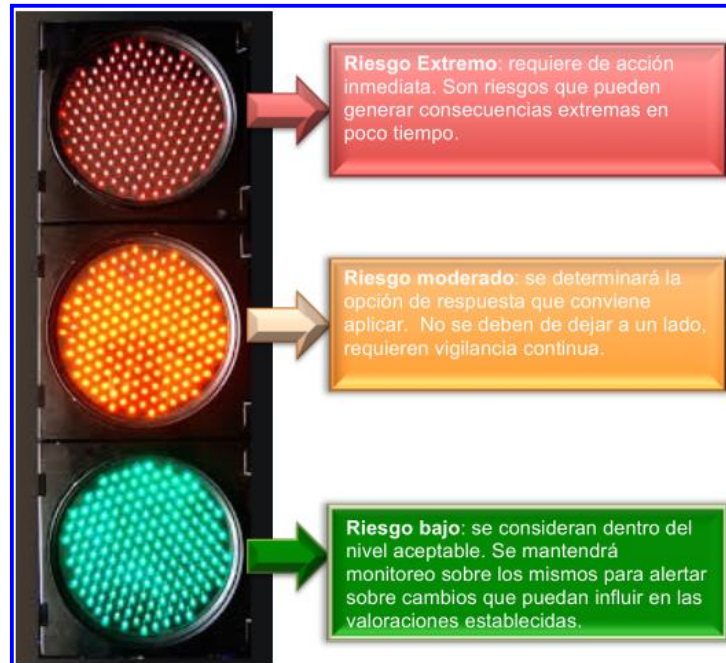 Riesgo Extremo: requiere de acción
inmediata. Son riesgos que pueden
generar consecuencias extremas en
poco tiempo.
Riesgo moderado: se determinará la
opción de respuesta que conviene
aplicar.  No se deben de dejar a un lado,
requieren vigilancia continua.
Riesgo bajo: se consideran dentro del
nivel aceptable. Se mantendrá
monitoreo sobre los mismos para alertar
sobre cambios que puedan influir en las
valoraciones establecidas.